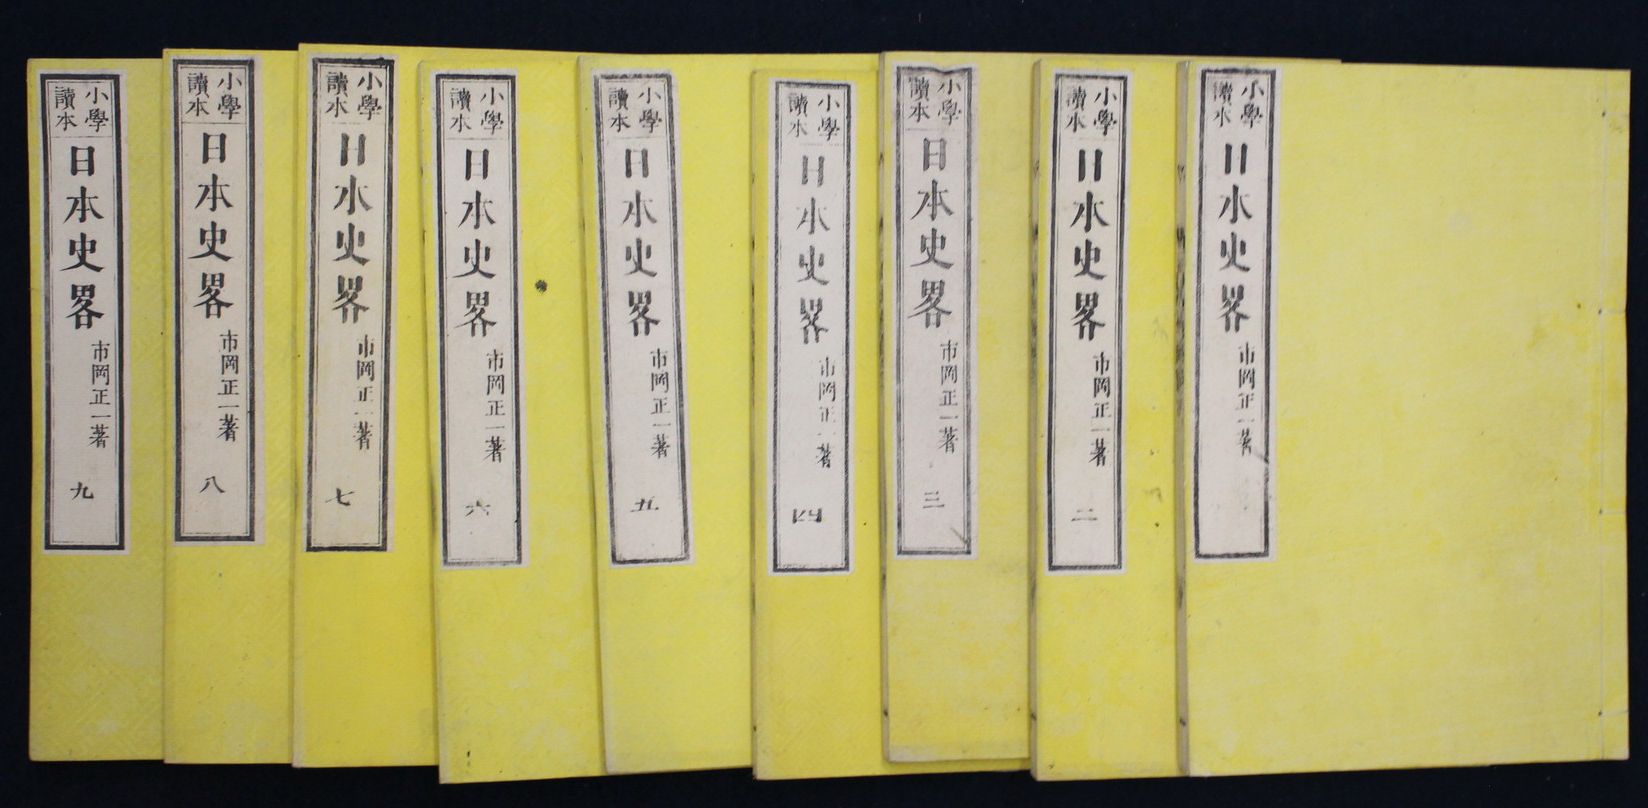 小學
讀本
日本史畧
市岡正一著
小學
讀本
日本史畧
市岡正一著
二
小學
讀本
日本史畧
市岡正一著
三
小學
讀本
日本史畧
市岡正一著
四
小學
讀本
日本史畧
市岡正一著
五
小學
讀本
日本史畧
市岡正一著
六
小學
讀本
日本史畧
市岡正一著
七
小學
讀本
日本史畧
市岡正一著
八
小學
讀本
日本史畧
市岡正一著
九